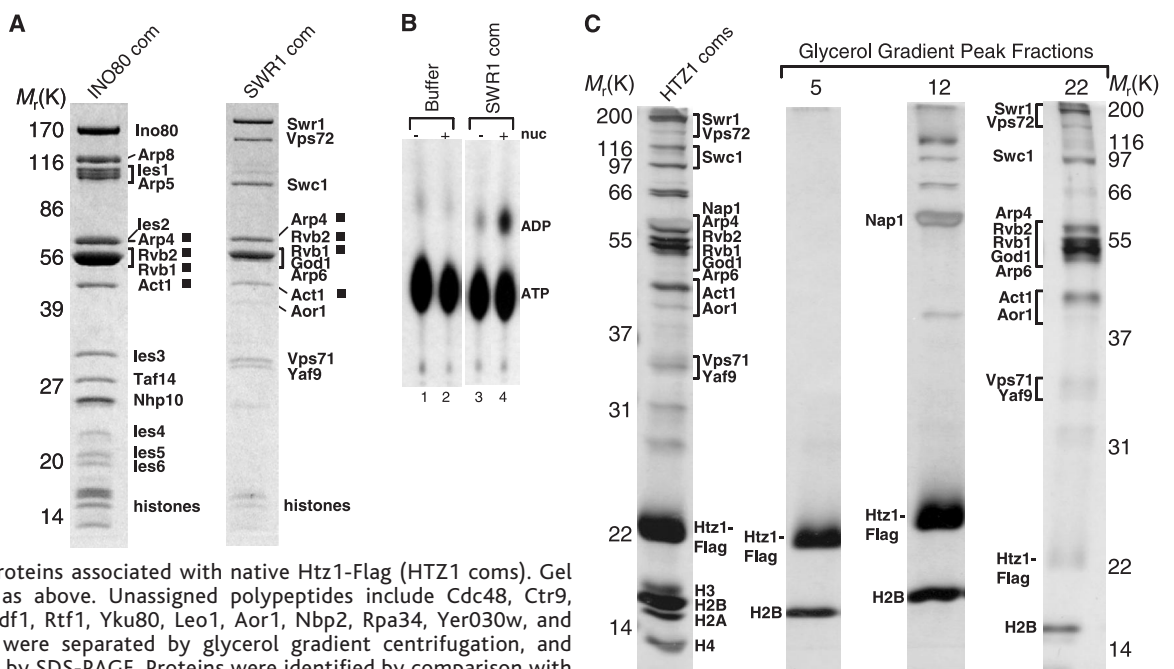 A
INO80 com
SWR1 com
Mr(K)
170
116
86
56
39
27
20
14
Ino80
Arp8
Ies1
Arp5
Ies2
Arp4 ■
Rvb2 ■
Rvb1 ■
Act1 ■
Ies3
Taf14
Nhp10
Ies4
Ies5
Ies6
histones
Swr1
Vps72
Swc1
Arp4 ■
Rvb2 ■
Rvb1 ■
God1
Arp6
Act1 ■
Aor1
Vps71
Yaf9
histones
B
Buffer
SWR1 com
- + - + nuc
ADP
ATP
1 2 3 4
C
HTZ1 coms
Glycerol Gradient Peak Fractions
Mr(K) 5 12 22 Mr(K)
200
116
97
66
55
37
31
22
14
Swr1
Vps72
Swc1
Nap1
Arp4
Rvb2
Rvb1
God1
Arp6
Act1
Aor1
Vps71
Yaf9
Htz1-
Flag
H3
H2B
H2A
H4
Htz1-
Flag
H2B
Nap1
Htz1-
Flag
H2B
Swr1
Vps72
Swc1
Arp4
Rvb2
Rvb1
God1
Arp6
Act1
Aor1
Vps71
Yaf9
Htz1-
Flag
H2B
200
116
97
66
55
37
31
22
14
roteins associated with native Htz1-Flag (HTZ1 coms). Gel
as above. Unassigned polypeptides include Cdc48, Ctr9,
df1, Rtf1, Yku80, Leo1, Aor1, Nbp2, Rpa34, Yer030w, and
were separated by glycerol gradient centrifugation, and
by SDS-PAGE. Proteins were identified by comparison with